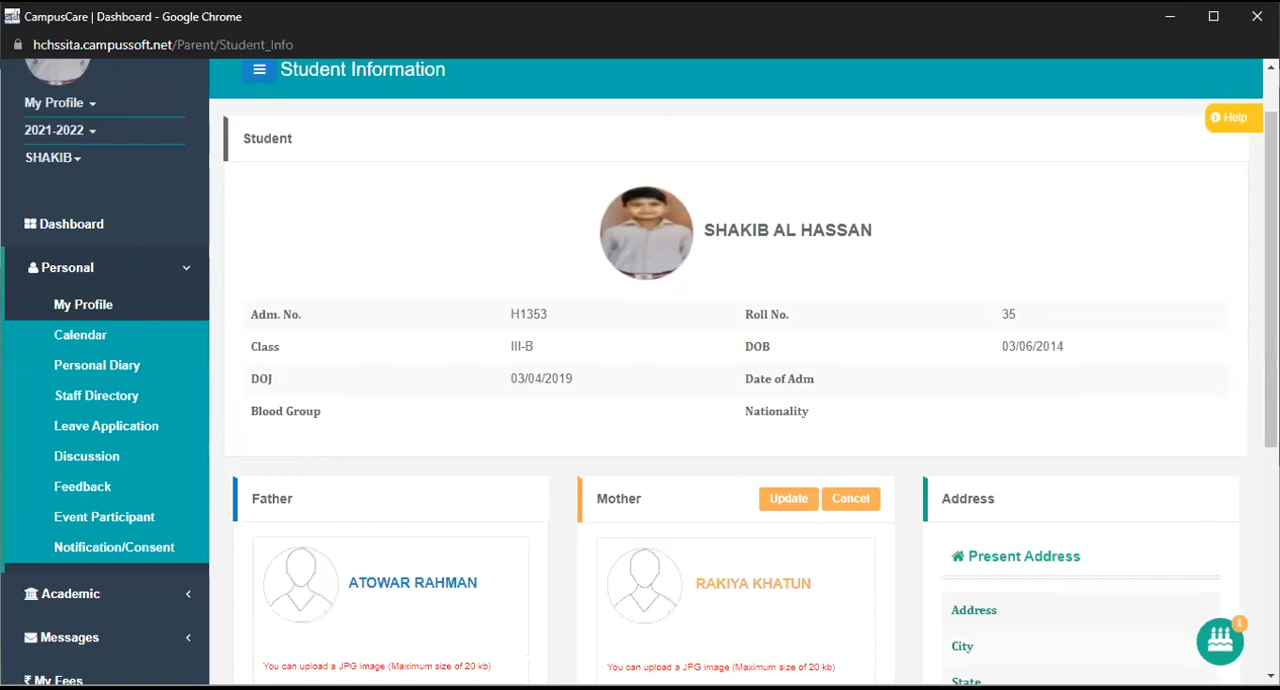 CampusCare | Dashboard - Google Chrome
hchssita.campussoft.net/Parent/Student_Info
My Profile
2021-2022
SHAKIB
Dashboard
Personal
My Profile
Calendar
Personal Diary
Staff Directory
Leave Application
Discussion
Feedback
Event Participant
Notification/Consent
Academic
Messages
₹ My Fees
Student Information
Help
Student
SHAKIB AL HASSAN
Adm. No. H1353 Roll No. 35
Class III-B DOB 03/06/2014
DOJ 03/04/2019 Date of Adm
Blood Group Nationality
Father
ATOWAR RAHMAN
You can upload a JPG image (Maximum size of 20 kb)
Mother Update Cancel
RAKIYA KHATUN
You can upload a JPG image (Maximum size of 20 kb)
Address
Present Address
Address
City
State
1